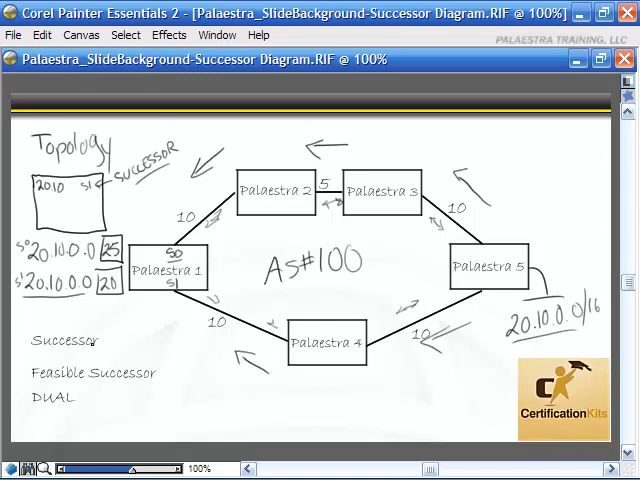 Corel Painter Essentials 2 - [Palaestra_SlideBackground-Successor Diagram.RIF @ 100%]
File Edit Canvas Select Effects Window Help
PALAESTRA TRAINING, LLC
Palaestra_SlideBackground-Successor Diagram.RIF @ 100%
Topology
20.10 S1 SUCCESSOR
S0 20.10.0.0 25
S1 20.10.0.0 20
Palaestra 2
5
Palaestra 3
10
10
S0
Palaestra 1
S1
AS#100
Palaestra 5
20.10.0.0/16
10
Palaestra 4
10
Successor
Feasible Successor
DUAL
CertificationKits
100%